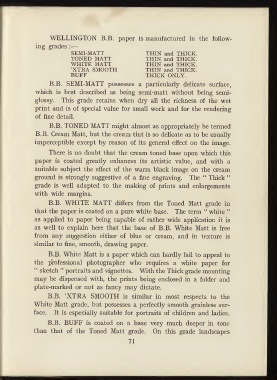 WELLINGTON B.B. paper is manufactured in the follow-
ing grades :—
SEMI-MATT THIN and THICK.
TONED MATT THIN and THICK.
WHITE MATT THIN and THICK.
'XTRA SMOOTH THIN and THICK.
BUFF THICK ONLY.
B.B. SEMI-MATT possesses a particularly delicate surface,
which is best described as being semi-matt without being semi-
glossy. This grade retains when dry all the richness of the wet
print and is of special value for small work and for the rendering
of fine detail.
B.B. TONED MATT might almost as appropriately be termed
B.B. Cream Matt, but the cream tint is so delicate as to be usually
imperceptible except by reason of its general effect on the image.
There is no doubt that the cream toned base upon which this
paper is coated greatly enhances its artistic value, and with a
suitable subject the effect of the warm black image on the cream
ground is strongly suggestive of a fine engraving. The " Thick "
grade is well adapted to the making of prints and enlargements
with wide margins.
B.B. WHITE MATT differs from the Toned Matt grade in
that the paper is coated on a pure white base. The term " white "
as applied to paper being capable of rather wide application it is
as well to explain here that the base of B.B. White Matt is free
from any suggestion either of blue or cream, and in texture is
similar to fine, smooth, drawing paper.
B.B. White Matt is a paper which can hardly fail to appeal to
the professional photographer who requires a white paper for
" sketch " portraits and vignettes. With the Thick grade mounting
may be dispensed with, the prints being enclosed in a folder and
plate-marked or not as fancy may dictate.
B.B. 'XTRA SMOOTH is similar in most respects to the
White Matt grade, but possesses a perfectly smooth grainless sur-
face. It is especially suitable for portraits of children and ladies.
B.B. BUFF is coated on a base very much deeper in tone
than that of the Toned Matt grade. On this grade landscapes
71